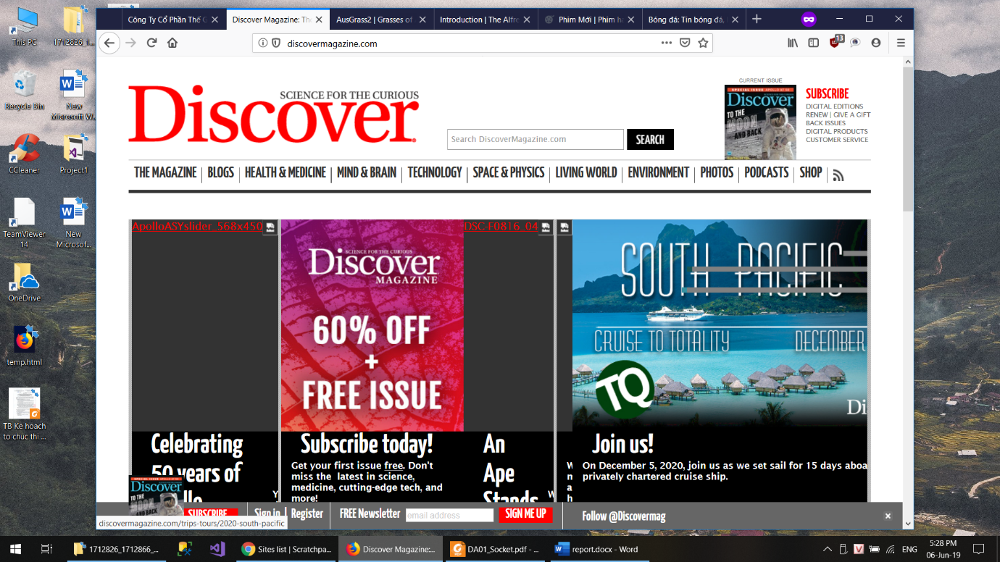 Công Ty Cổ Phần Thế G
Discover Magazine: The
AusGrass2 | Grasses of
Introduction | The Alfre
Phim Mới | Phim ha
Bóng đá: Tin bóng đá,
discovermagazine.com
13
This PC
1712826_1...
Recycle Bin
New
Microsoft W...
CCleaner
Project1
TeamViewer
14
New
Microsof...
OneDrive
temp.html
TB Ke hoach
to chuc thi ...
SCIENCE FOR THE CURIOUS
Discover
Search DiscoverMagazine.com
SEARCH
CURRENT ISSUE
SPECIAL ISSUE APOLLO AT 50
Discover
TO THE
MOON
AND BACK
SUBSCRIBE
DIGITAL EDITIONS
RENEW | GIVE A GIFT
BACK ISSUES
DIGITAL PRODUCTS
CUSTOMER SERVICE
THE MAGAZINE
BLOGS
HEALTH & MEDICINE
MIND & BRAIN
TECHNOLOGY
SPACE & PHYSICS
LIVING WORLD
ENVIRONMENT
PHOTOS
PODCASTS
SHOP
ApolloASYslider_568x450
SCIENCE FOR THE CURIOUS
Discover
MAGAZINE
60% OFF
+
FREE ISSUE
DSC-F0816_04
SOUTH PACIFIC
CRUISE TO TOTALITY
DECEMBER
TQ
Di
Celebrating
50 years of
Subscribe today!
Get your first issue free. Don't
miss the latest in science,
medicine, cutting-edge tech, and
more!
An
Ape
Stands
Join us!
On December 5, 2020, join us as we set sail for 15 days aboa
privately chartered cruise ship.
Discover
TO THE
SUBSCRIBE
Sign in | Register
FREE Newsletter
email address
SIGN ME UP
Follow @Discovermag
discovermagazine.com/trips-tours/2020-south-pacific
1712826_1712866_...
Sites list | Scratchpa...
Discover Magazine:...
DA01_Socket.pdf - ...
report.docx - Word
ENG
5:28 PM
06-Jun-19